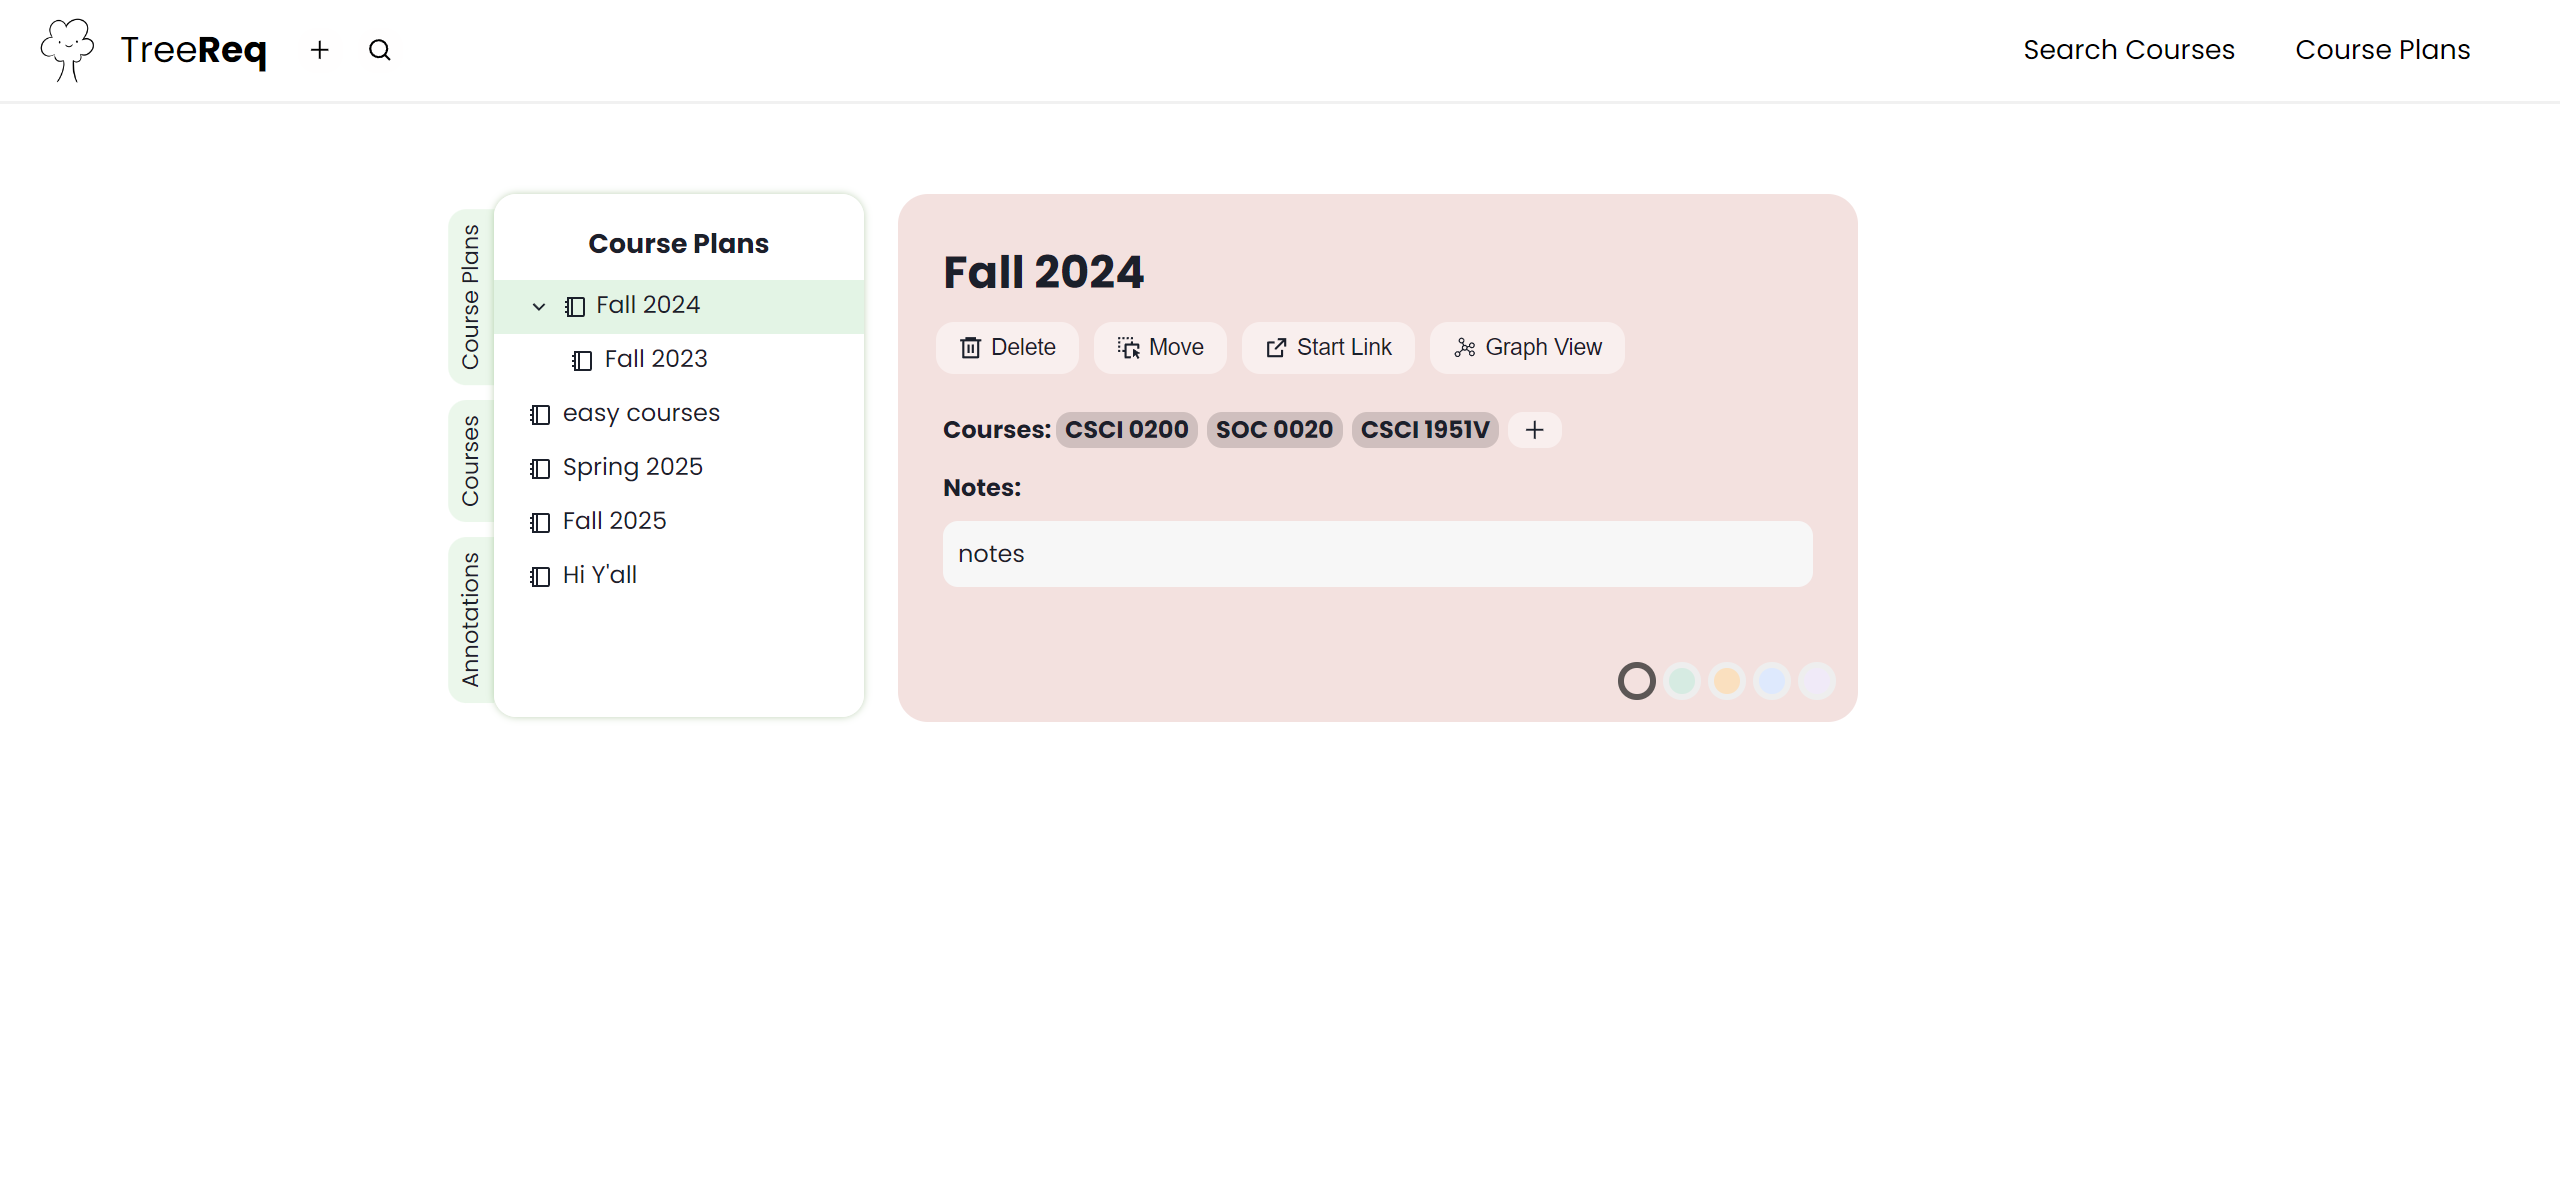 TreeReq
Search Courses
Course Plans
Course Plans
Courses
Annotations
Course Plans
Fall 2024
Fall 2023
easy courses
Spring 2025
Fall 2025
Hi Y'all
Fall 2024
Delete
Move
Start Link
Graph View
Courses: CSCI 0200 SOC 0020 CSCI 1951V
Notes:
notes